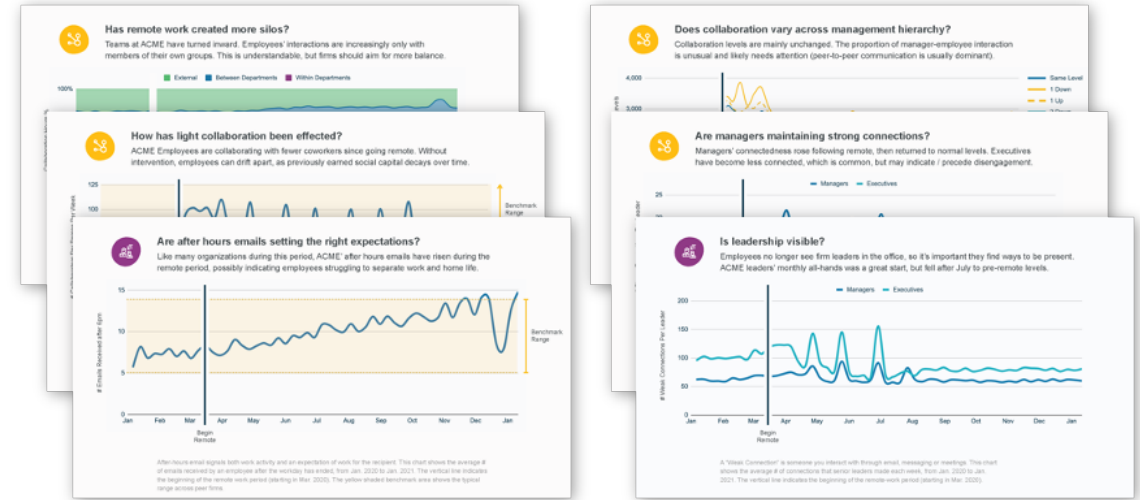 Has remote work created more silos?
Teams at ACME have turned inward. Employees' interactions are increasingly only with
members of their own groups. This is understandable, but firms should aim for more balance.
External Between Departments Within Departments
100%
How has light collaboration been effected?
ACME Employees are collaborating with fewer coworkers since going remote. Without
intervention, employees can drift apart, as previously earned social capital decays over time.
125
100
Benchmark
Range
Are after hours emails setting the right expectations?
Like many organizations during this period, ACME' after hours emails have risen during the
remote period, possibly indicating employees struggling to separate work and home life.
# Emails Received after 6pm
15
10
5
0
Benchmark
Range
Jan Feb Mar Apr May Jun Jul Aug Sep Oct Nov Dec Jan
Begin
Remote
After-hours email signals both work activity and an expectation of work for the recipient. This chart shows the average #
of emails received by an employee after the workday has ended, from Jan. 2020 to Jan. 2021. The vertical line indicates
the beginning of the remote work period (starting in Mar. 2020). The yellow shaded benchmark area shows the typical
range across peer firms.
Does collaboration vary across management hierarchy?
Collaboration levels are mainly unchanged. The proportion of manager-employee interaction
is unusual and likely needs attention (peer-to-peer communication is usually dominant).
4,000
3,000
Same Level
1 Down
1 Up
Are managers maintaining strong connections?
Managers' connectedness rose following remote, then returned to normal levels. Executives
have become less connected, which is common, but may indicate / precede disengagement.
Managers Executives
25
Is leadership visible?
Employees no longer see firm leaders in the office, so it's important they find ways to be present.
ACME leaders' monthly all-hands was a great start, but fell after July to pre-remote levels.
Managers Executives
# Weak Connections Per Leader
200
150
100
50
0
Jan Feb Mar Apr May Jun Jul Aug Sep Oct Nov Dec Jan
Begin
Remote
A "Weak Connection" is someone you interact with through email, messaging or meetings. This chart
shows the average # of connections that senior leaders made each week, from Jan. 2020 to Jan.
2021. The vertical line indicates the beginning of the remote work period (starting in Mar. 2020).